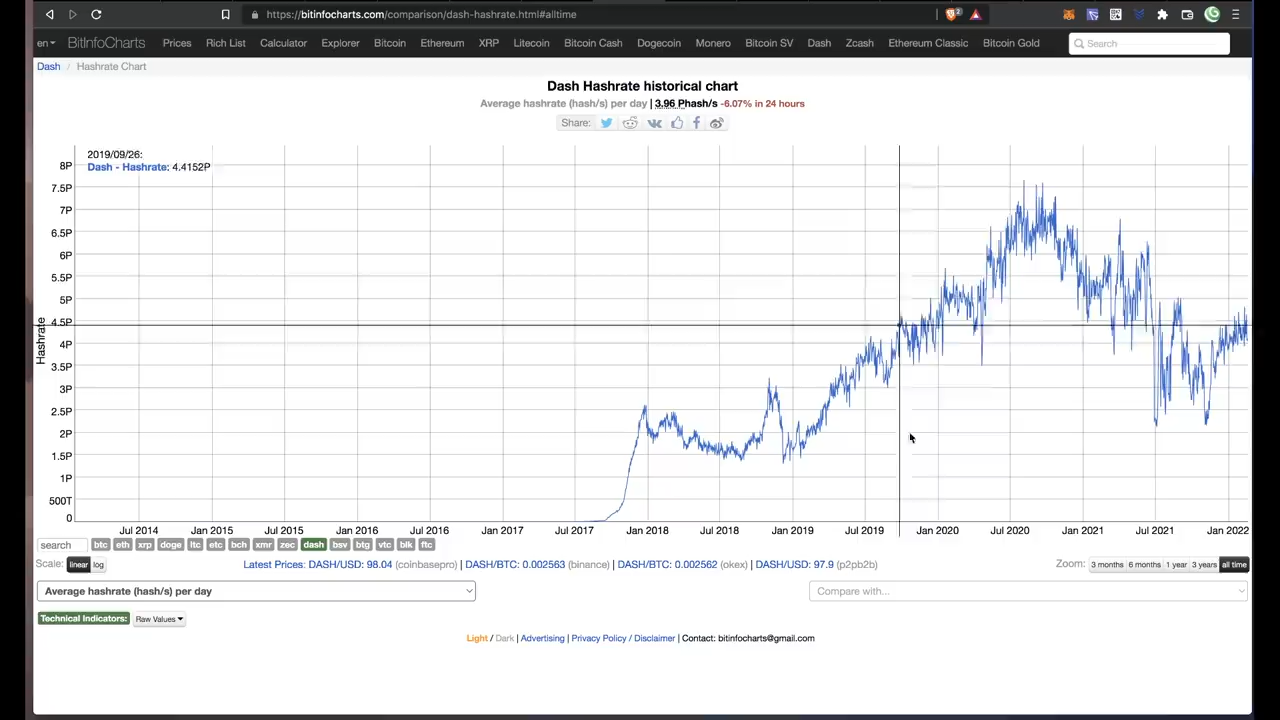 https://bitinfocharts.com/comparison/dash-hashrate.html#alltime
2
en BitInfoCharts Prices Rich List Calculator Explorer Bitcoin Ethereum XRP Litecoin Bitcoin Cash Dogecoin Monero Bitcoin SV Zcash Ethereum Classic Bitcoin Gold Search
Dash / Hashrate Chart
Dash Hashrate historical chart
Average hashrate (hash/s) per day | 3.96 Phash/s -6.07% in 24 hours
Share:
2019/09/26:
Dash - Hashrate: 4.4152P
8P
7.5P
7P
6.5P
6P
5.5P
5P
4.5P
4P
3.5P
3P
2.5P
2P
1.5P
1P
500T
0
Hashrate
Jul 2014 Jan 2015 Jul 2015 Jan 2016 Jul 2016 Jan 2017 Jul 2017 Jan 2018 Jul 2018 Jan 2019 Jul 2019 Jan 2020 Jul 2020 Jan 2021 Jul 2021 Jan 2022
search btc eth xrp doge ltc etc bch xmr zec dash bsv btg vtc blk ftc
Scale: linear log Latest Prices: DASH/USD: 98.04 (coinbasepro) | DASH/BTC: 0.002563 (binance) | DASH/BTC: 0.002562 (okex) | DASH/USD: 97.9 (p2pb2b) Zoom: 3 months 6 months 1 year 3 years all time
Average hashrate (hash/s) per day Compare with...
Technical Indicators: Raw Values
Light / Dark | Advertising | Privacy Policy / Disclaimer | Contact: bitinfocharts@gmail.com